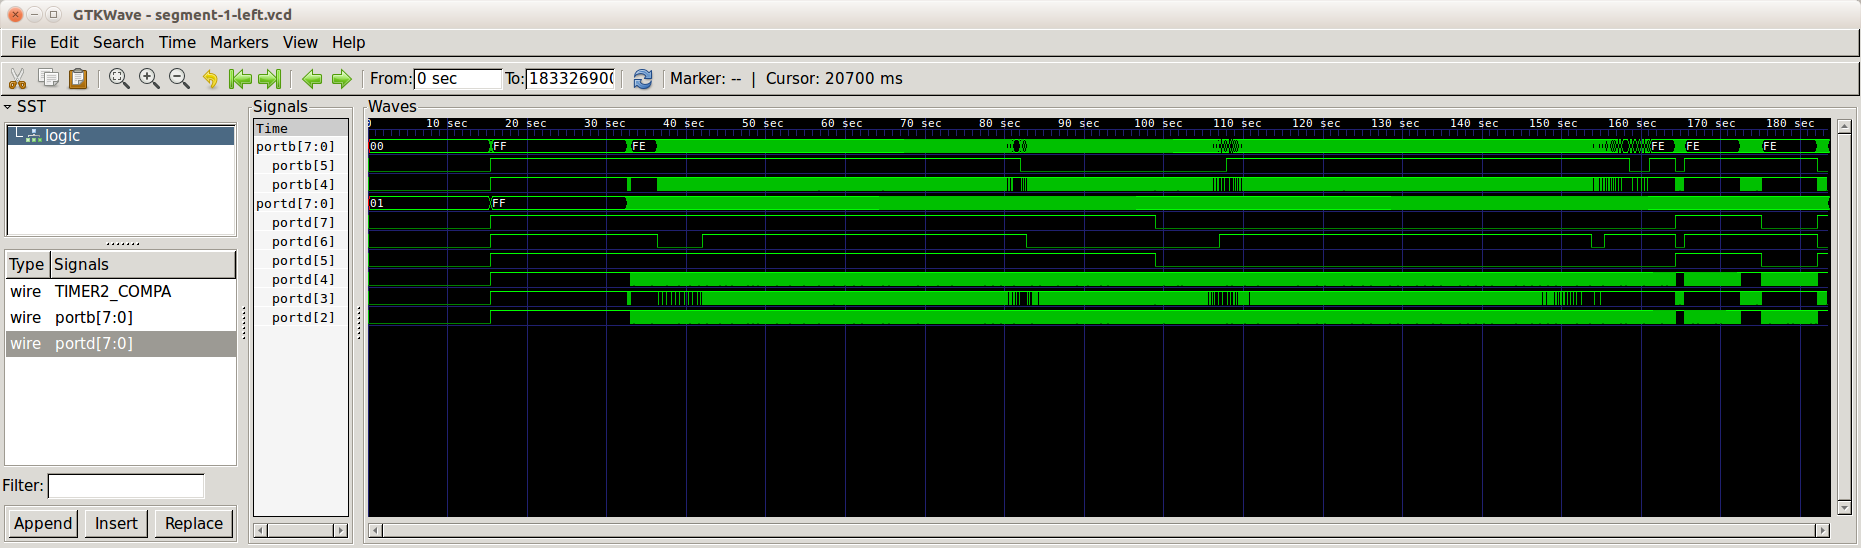 GTKWave - segment-1-left.vcd
File Edit Search Time Markers View Help
From: 0 sec To: 183326900 Marker: -- | Cursor: 20700 ms
SST
logic
Type Signals
wire TIMER2_COMPA
wire portb[7:0]
wire portd[7:0]
Filter:
Append Insert Replace
Signals
Time
portb[7:0]
portb[5]
portb[4]
portd[7:0]
portd[7]
portd[6]
portd[5]
portd[4]
portd[3]
portd[2]
Waves
0 10 sec 20 sec 30 sec 40 sec 50 sec 60 sec 70 sec 80 sec 90 sec 100 sec 110 sec 120 sec 130 sec 140 sec 150 sec 160 sec 170 sec 180 sec
00 FF FE FE FE FE
01 FF